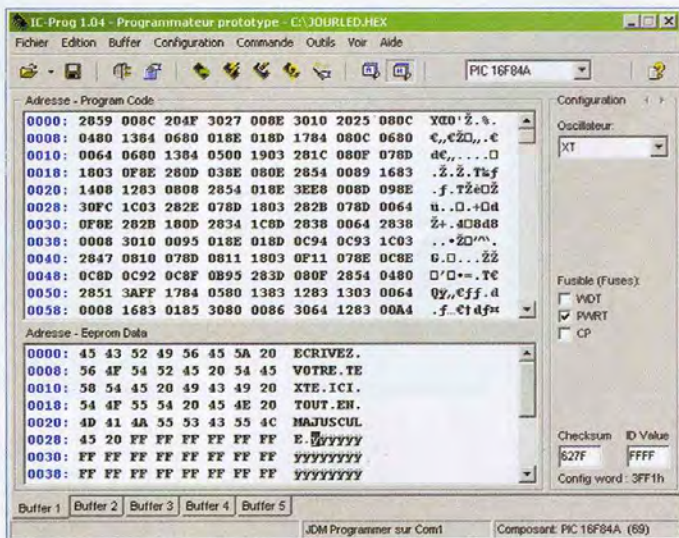 IC-Prog 1.04 - Programmateur prototype - C:\JOURLED.HEX
Fichier Edition Buffer Configuration Commande Outils Voir Aide
PIC 16F84A
Adresse - Program Code
0000: 2859 008C 204F 3027 008E 3010 2025 080C YŒO'Ž.%.
0008: 0480 1384 0680 018E 018D 1784 080C 0680 €„€Ž□„.€
0010: 0064 0680 1384 0500 1903 281C 080F 078D d€„....□
0018: 1803 0F8E 280D 038E 080E 2854 0089 1683 .Ž.Ž.T‰ƒ
0020: 1408 1283 0808 2854 018E 3EE8 008D 098E .ƒ.TŽè□Ž
0028: 30FC 1C03 282E 078D 1803 282B 078D 0064 ü..□.+□d
0030: 0F8E 282B 180D 2834 1C8D 2838 0064 2838 Ž+.4□8d8
0038: 0008 3010 0095 018E 018D 0C94 0C93 1C03
0040: 2847 0810 078D 0811 1803 0F11 078E 0C8E G.□...ŽŽ
0048: 0C8D 0C92 0C8F 0B95 283D 080F 2854 0480 □'□•=.T€
0050: 2851 3AFF 1784 0580 1383 1283 1303 0064 Qÿ„€ƒƒ.d
0058: 0008 1683 0185 3080 0086 3064 1283 00A4 .ƒ…€†dƒ¤
Adresse - Eeprom Data
0000: 45 43 52 49 56 45 5A 20 ECRIVEZ.
0008: 56 4F 54 52 45 20 54 45 VOTRE.TE
0010: 58 54 45 20 49 43 49 20 XTE.ICI.
0018: 54 4F 55 54 20 45 4E 20 TOUT.EN.
0020: 4D 41 4A 55 53 43 55 4C MAJUSCUL
0028: 45 20 FF FF FF FF FF FF E.ÿÿÿÿÿÿ
0030: FF FF FF FF FF FF FF FF ÿÿÿÿÿÿÿÿ
0038: FF FF FF FF FF FF FF FF ÿÿÿÿÿÿÿÿ
Configuration
Oscillateur:
XT
Fusible (Fuses):
WDT
PWRT
CP
Checksum ID Value
627F FFFF
Config word : 3FF1h
Buffer 1 Buffer 2 Buffer 3 Buffer 4 Buffer 5
JDM Programmer sur Com1 Composant: PIC 16F84A (69)